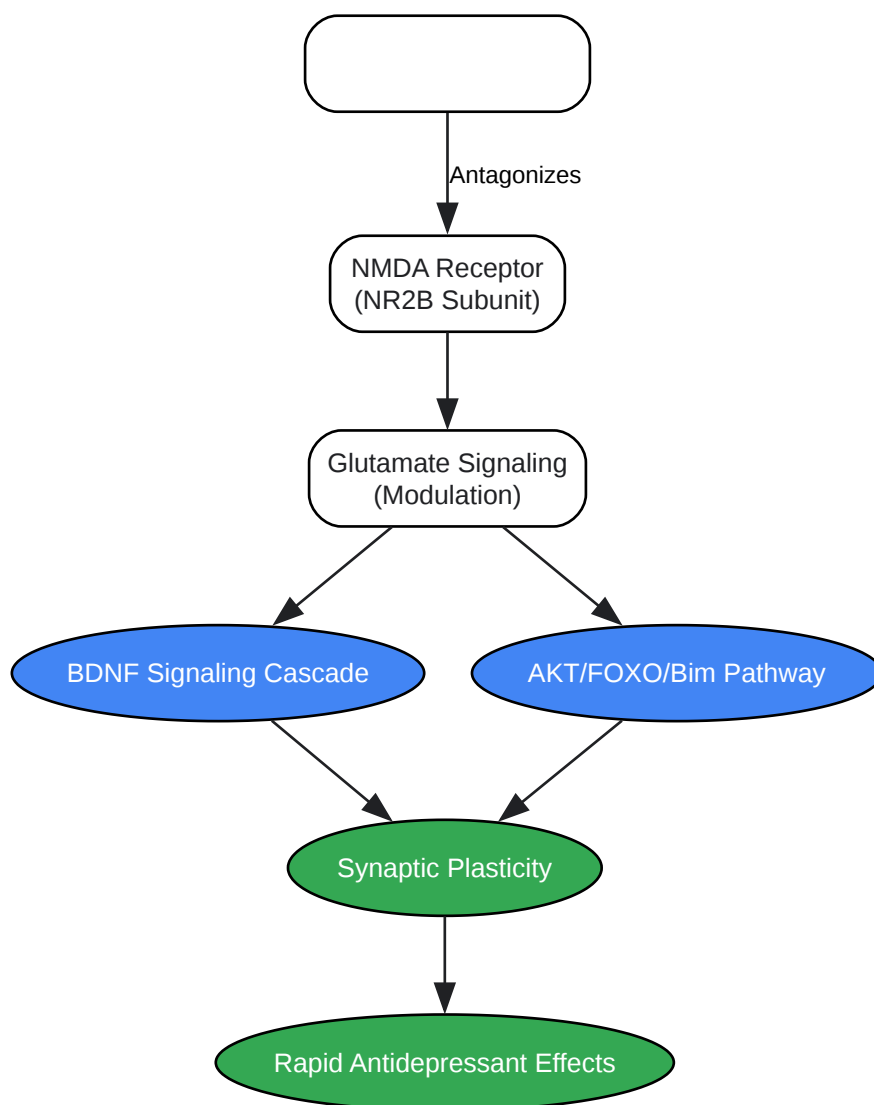 Antagonizes
NMDA Receptor
(NR2B Subunit)
Glutamate Signaling
(Modulation)
BDNF Signaling Cascade
AKT/FOXO/Bim Pathway
Synaptic Plasticity
Rapid Antidepressant Effects